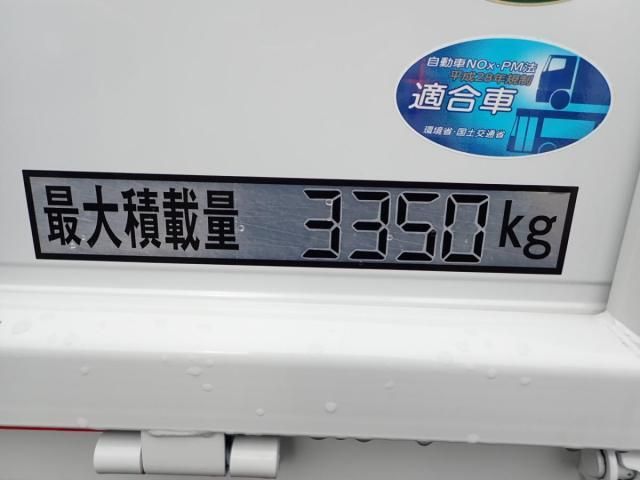 自動車NOx・PM法
平成28年規制
適合車
環境省・国土交通省
最大積載量 3350kg